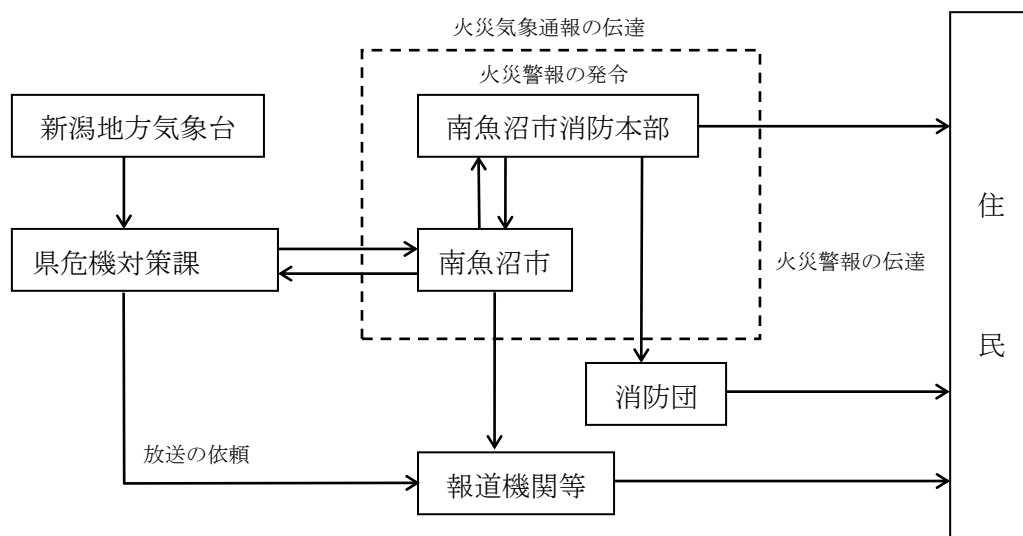 火災気象通報の伝達
火災警報の発令
新潟地方気象台
南魚沼市消防本部
住
県危機対策課
南魚沼市
火災警報の伝達
民
消防団
放送の依頼
報道機関等